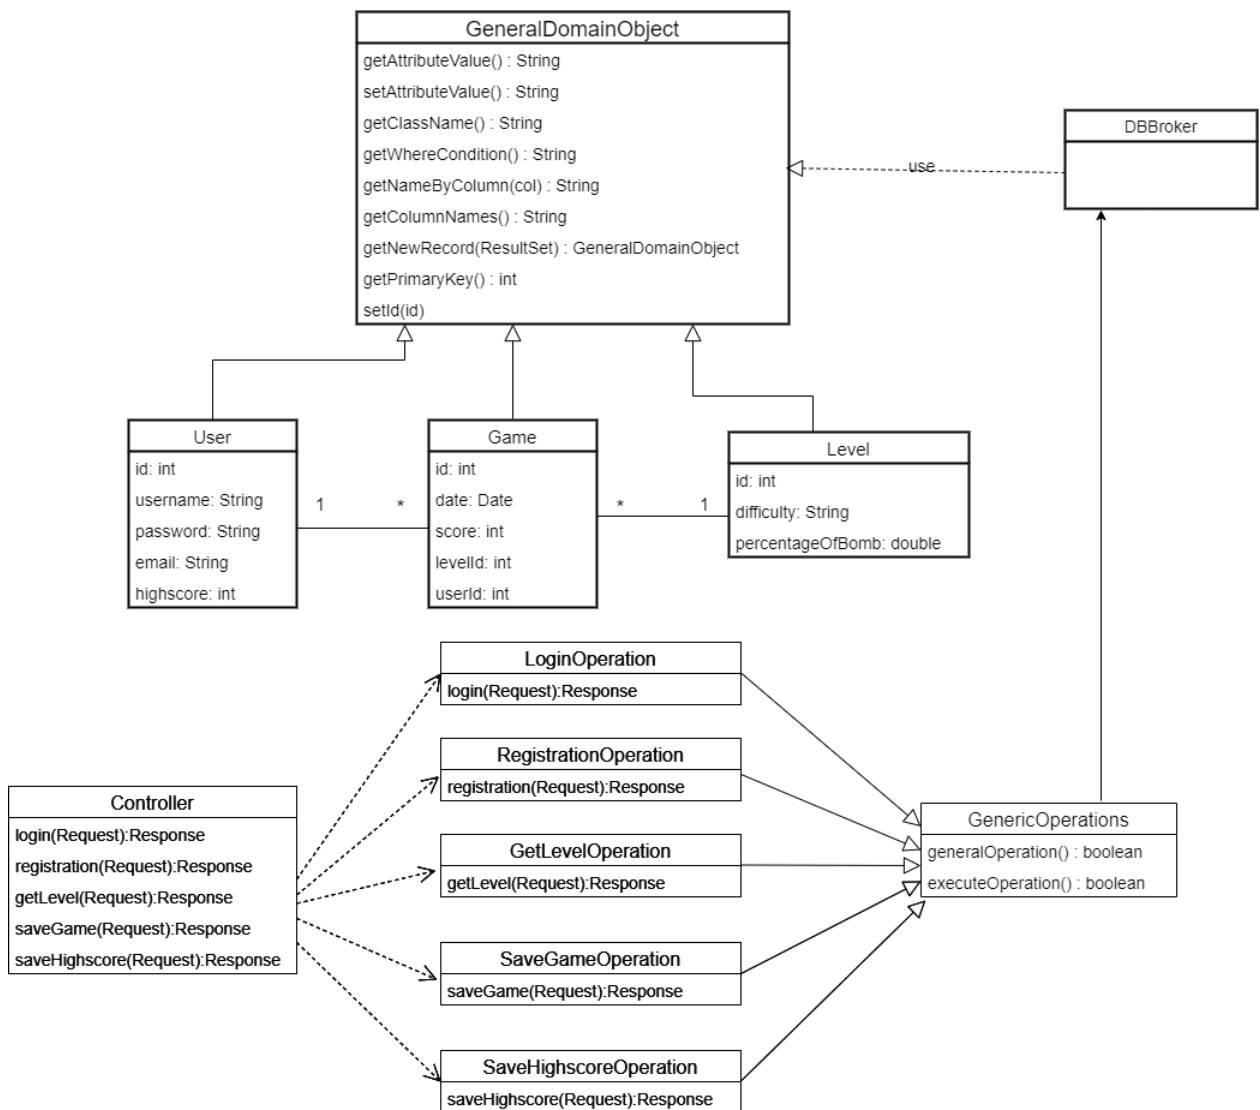 GeneralDomainObject
getAttributeValue() : String
setAttributeValue() : String
getClassName() : String
getWhereCondition() : String
getNameByColumn(col) : String
getColumnNames() : String
getNewRecord(ResultSet) : GeneralDomainObject
getPrimaryKey() : int
setId(id)
use
DBBroker
User
id: int
username: String
password: String
email: String
highscore: int
1
*
Game
id: int
date: Date
score: int
levelId: int
userId: int
*
1
Level
id: int
difficulty: String
percentageOfBomb: double
Controller
login(Request):Response
registration(Request):Response
getLevel(Request):Response
saveGame(Request):Response
saveHighscore(Request):Response
LoginOperation
login(Request):Response
RegistrationOperation
registration(Request):Response
GetLevelOperation
getLevel(Request):Response
SaveGameOperation
saveGame(Request):Response
SaveHighscoreOperation
saveHighscore(Request):Response
GenericOperations
generalOperation() : boolean
executeOperation() : boolean